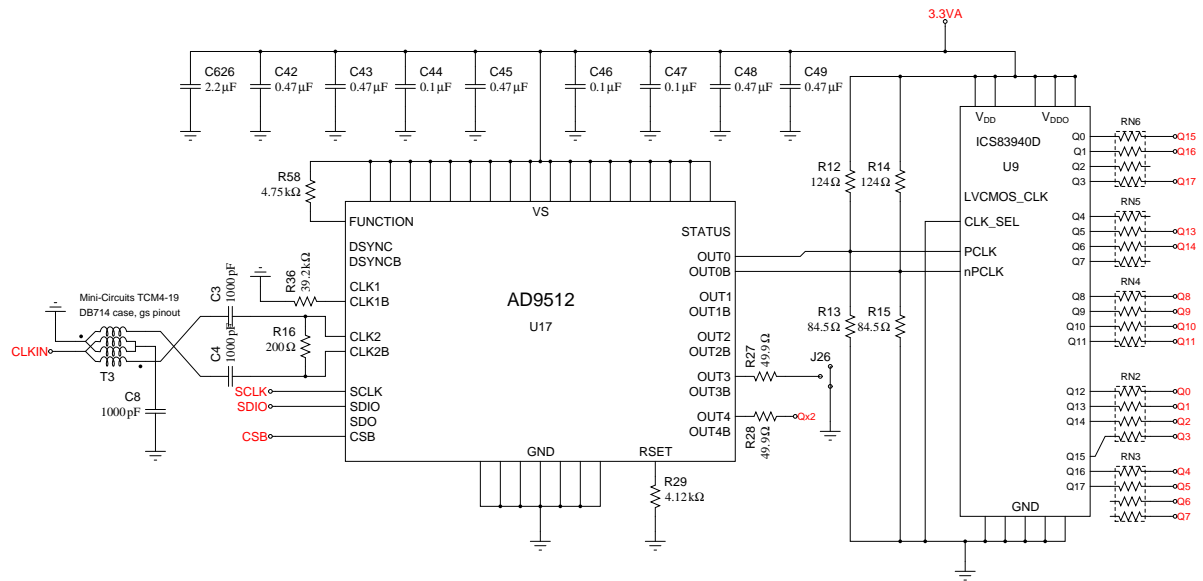 3.3VA
C626
2.2µF
C42
0.47µF
C43
0.47µF
C44
0.1µF
C45
0.47µF
C46
0.1µF
C47
0.1µF
C48
0.47µF
C49
0.47µF
R58
4.75kΩ
VS
FUNCTION
DSYNC
DSYNCB
CLK1
CLK1B
CLK2
CLK2B
SCLK
SDIO
SDO
CSB
AD9512
U17
GND
RSET
STATUS
OUT0
OUT0B
OUT1
OUT1B
OUT2
OUT2B
OUT3
OUT3B
OUT4
OUT4B
R36
39.2kΩ
R16
200Ω
C3
1000pF
C4
1000pF
Mini-Circuits TCM4-19
DB714 case, gs pinout
CLKIN
T3
C8
1000pF
SCLK
SDIO
CSB
R29
4.12kΩ
R27
49.9Ω
R28
49.9Ω
J26
Qx2
R12
124Ω
R14
124Ω
R13
84.5Ω
R15
84.5Ω
VDD
VDDO
ICS83940D
U9
LVCMOS_CLK
CLK_SEL
PCLK
nPCLK
GND
Q0
Q1
Q2
Q3
Q4
Q5
Q6
Q7
Q8
Q9
Q10
Q11
Q12
Q13
Q14
Q15
Q16
Q17
RN6
Q15
Q16
Q17
RN5
Q13
Q14
RN4
Q8
Q9
Q10
Q11
RN2
Q0
Q1
Q2
Q3
RN3
Q4
Q5
Q6
Q7